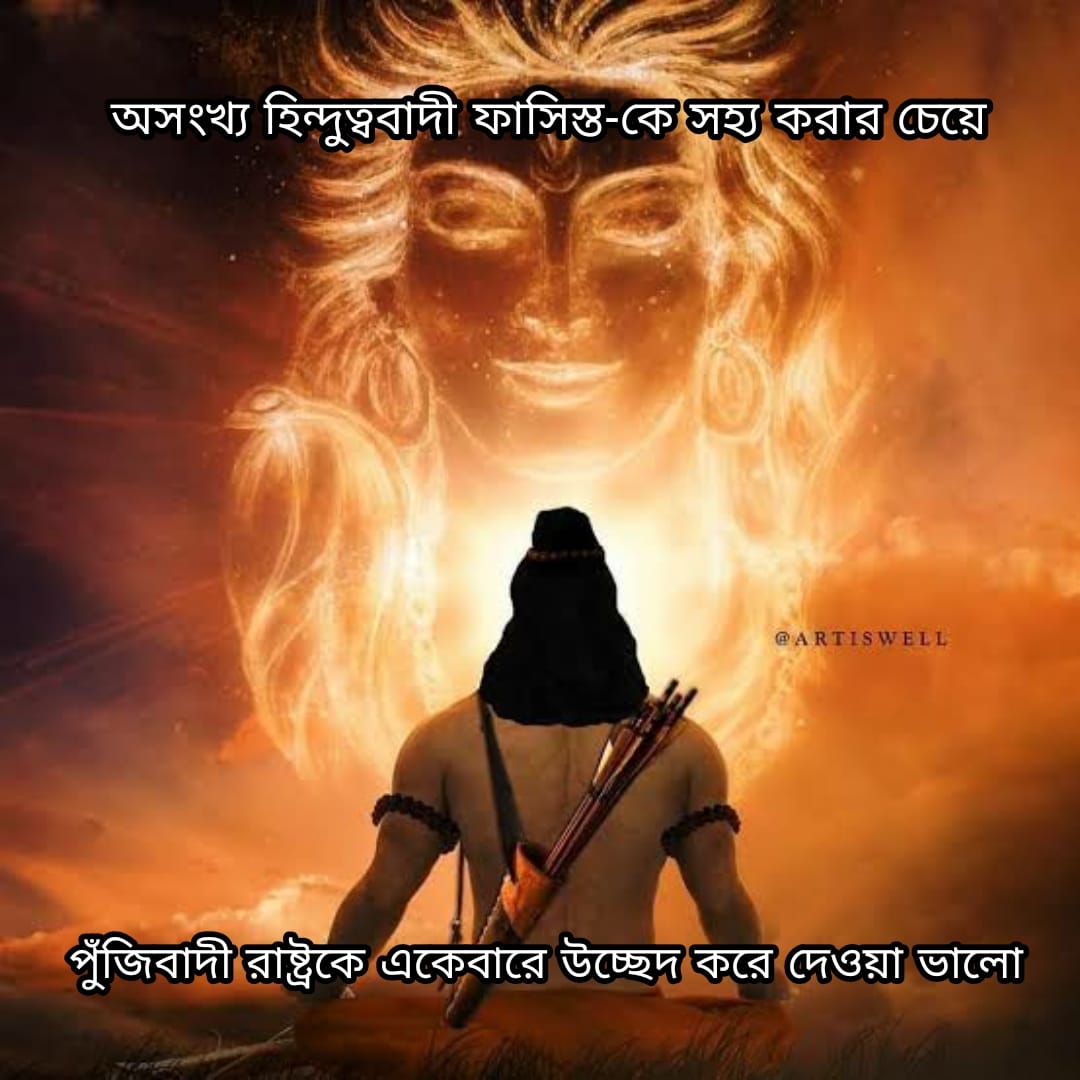 অসংখ্য হিন্দুত্ববাদী ফাসিস্ত-কে সহ্য করার চেয়ে
@ARTISWELL
পুঁজিবাদী রাষ্ট্রকে একেবারে উচ্ছেদ করে দেওয়া ভালো